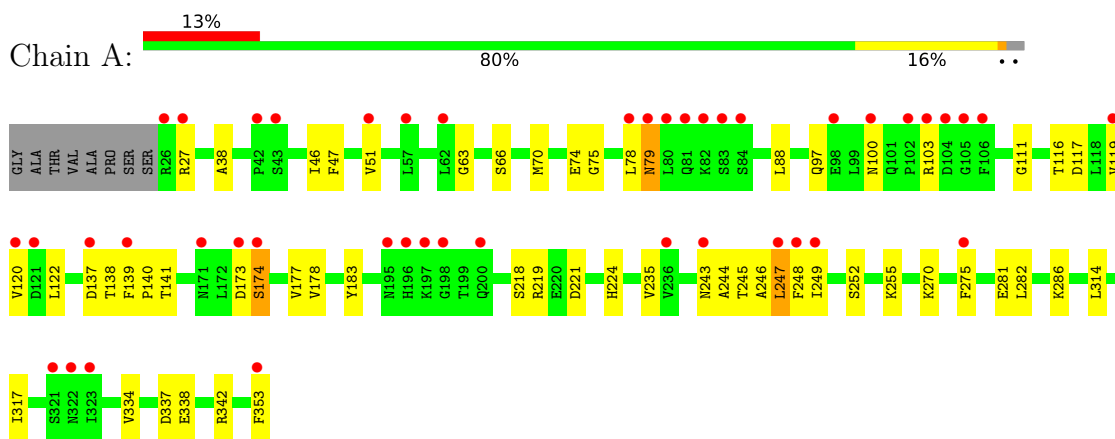 13%
Chain A:
80% 16% • •
GLY ALA THR VAL ALA PRO SER SER R26 R27 A38 P42 S43 I46 F47 V51 L57 L62 G63 S66 M70 E74 G75 L78 N79 L80 Q81 K82 S83 S84 L88 Q97 E98 L99 N100 Q101 P102 R103 D104 G105 F106 G111 T116 D117 L118 V119
V120 D121 L122 D137 T138 F139 P140 T141 N171 L172 D173 S174 V177 V178 Y183 N195 H196 K197 G198 T199 Q200 S218 R219 E220 D221 H224 V235 V236 N243 A244 T245 A246 L247 F248 I249 S252 K255 K270 F275 E281 L282 K286 L314
I317 S321 N322 I323 V334 D337 E338 R342 F353